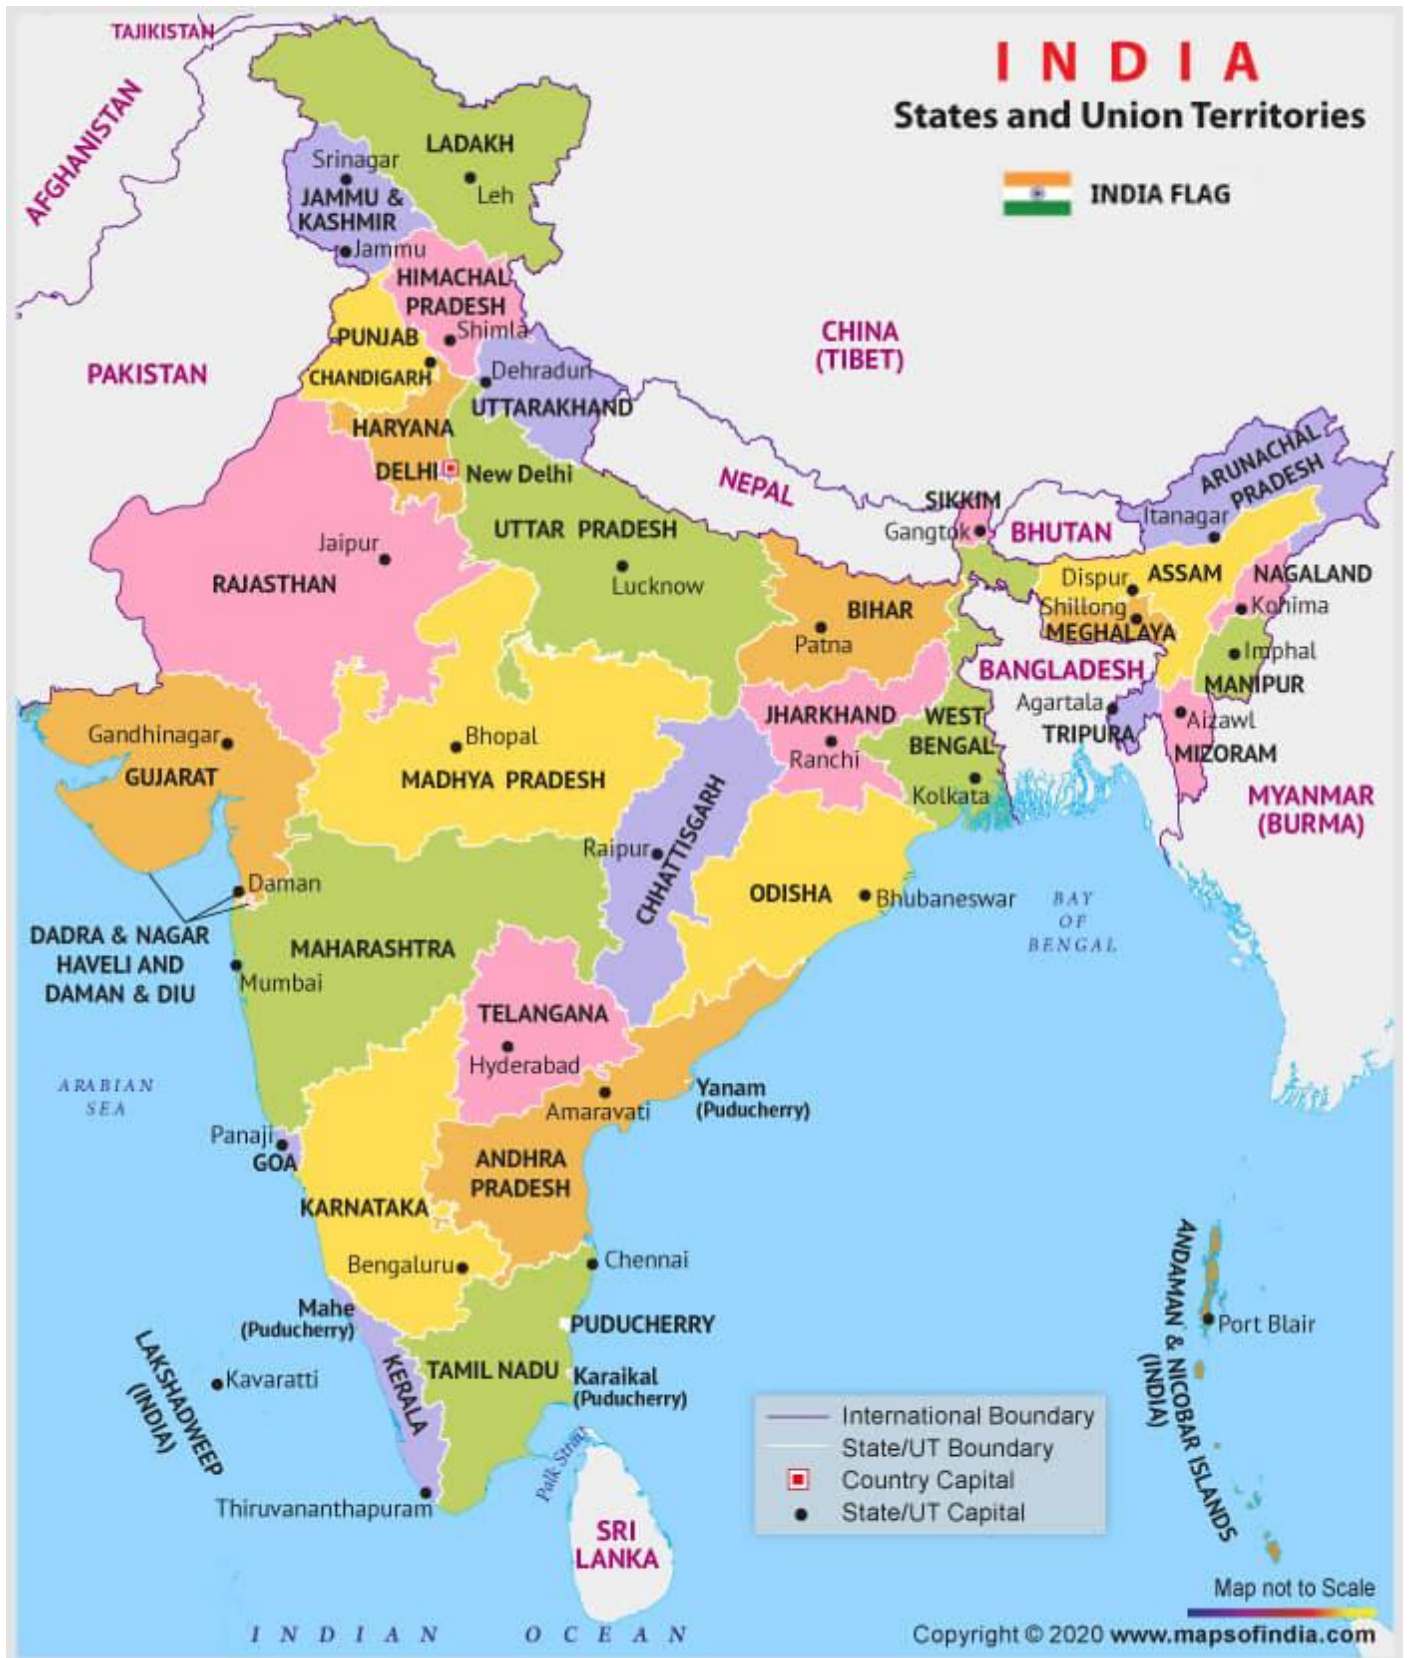 INDIA
States and Union Territories
INDIA FLAG
TAJIKISTAN
AFGHANISTAN
PAKISTAN
CHINA
(TIBET)
NEPAL
BHUTAN
BANGLADESH
MYANMAR
(BURMA)
SRI
LANKA
LADAKH
Leh
Srinagar
JAMMU &
KASHMIR
Jammu
HIMACHAL
PRADESH
Shimla
PUNJAB
CHANDIGARH
Dehradun
UTTARAKHAND
HARYANA
DELHI
New Delhi
UTTAR PRADESH
Lucknow
Jaipur
RAJASTHAN
SIKKIM
Gangtok
ARUNACHAL
PRADESH
Itanagar
Dispur
ASSAM
NAGALAND
Kohima
Shillong
MEGHALAYA
Imphal
MANIPUR
Agartala
TRIPURA
Aizawl
MIZORAM
BIHAR
Patna
JHARKHAND
Ranchi
WEST
BENGAL
Kolkata
Gandhinagar
GUJARAT
Bhopal
MADHYA PRADESH
Raipur
CHHATTISGARH
ODISHA
Bhubaneswar
Daman
DADRA & NAGAR
HAVELI AND
DAMAN & DIU
MAHARASHTRA
Mumbai
TELANGANA
Hyderabad
Amaravati
Yanam
(Puducherry)
ANDHRA
PRADESH
Panaji
GOA
KARNATAKA
Bengaluru
Chennai
Mahe
(Puducherry)
PUDUCHERRY
KERALA
TAMIL NADU
Karaikal
(Puducherry)
Thiruvananthapuram
LAKSHADWEEP
(INDIA)
Kavaratti
ANDAMAN & NICOBAR ISLANDS
(INDIA)
Port Blair
ARABIAN
SEA
BAY
OF
BENGAL
Palk Strait
INDIAN OCEAN
International Boundary
State/UT Boundary
Country Capital
State/UT Capital
Map not to Scale
Copyright © 2020 www.mapsofindia.com